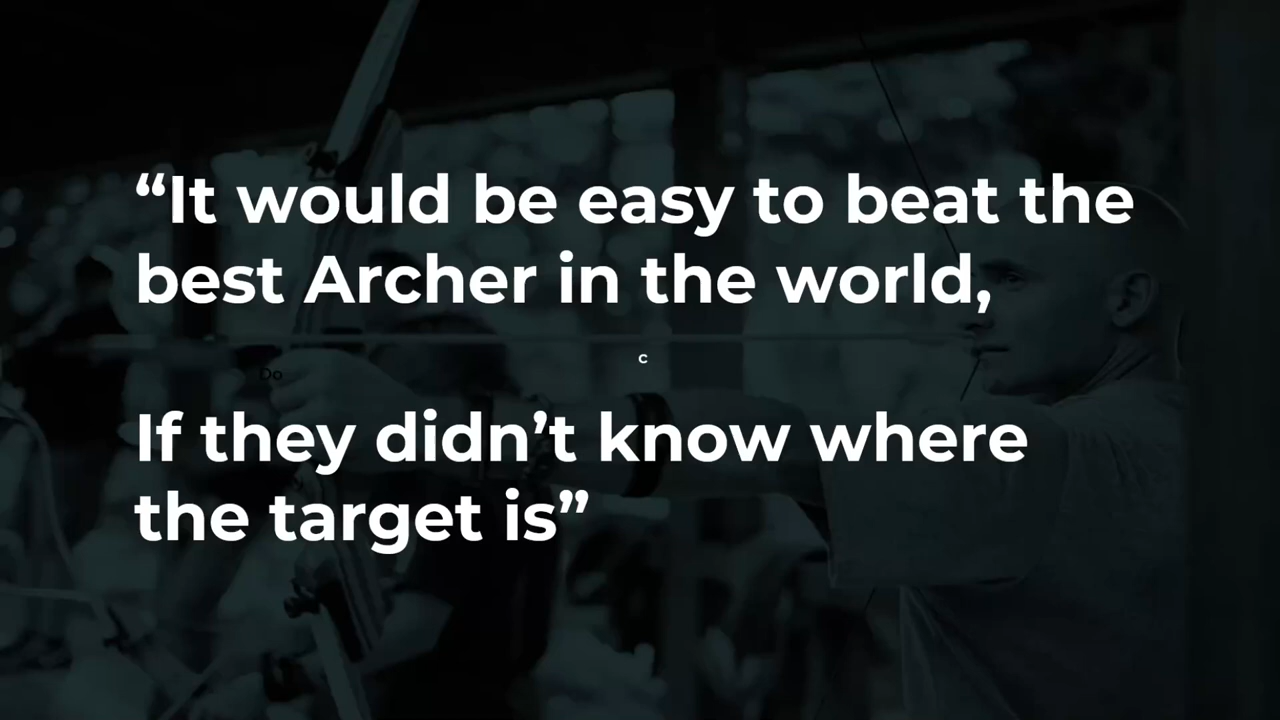 “It would be easy to beat the
best Archer in the world,
c
Do
If they didn’t know where
the target is”